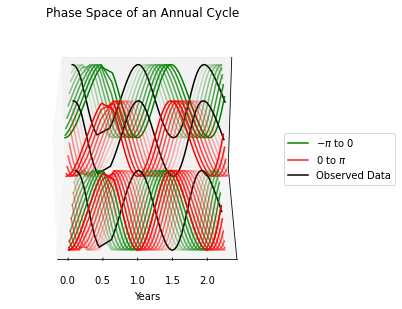 Phase Space of an Annual Cycle
−π to 0
0 to π
Observed Data
0.0 0.5 1.0 1.5 2.0
Years